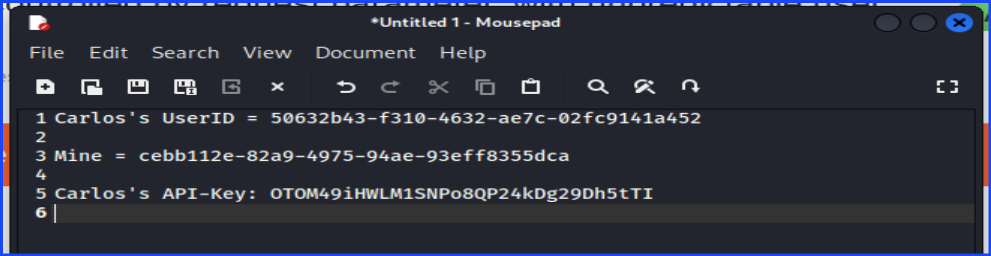 *Untitled 1 - Mousepad
File Edit Search View Document Help
1 Carlos's UserID = 50632b43-f310-4632-ae7c-02fc9141a452
2
3 Mine = cebb112e-82a9-4975-94ae-93eff8355dca
4
5 Carlos's API-Key: OTOM49iHWLM1SNPo8QP24kDg29Dh5tTI
6